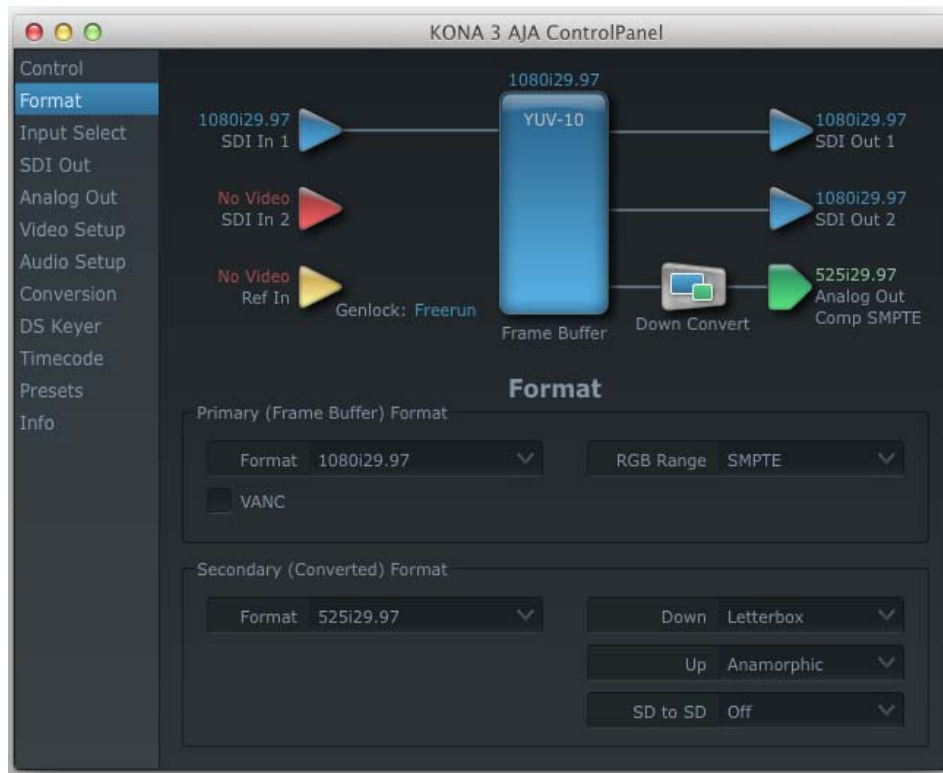 KONA 3 AJA ControlPanel
Control
Format
Input Select
SDI Out
Analog Out
Video Setup
Audio Setup
Conversion
DS Keyer
Timecode
Presets
Info
1080i29.97
YUV-10
1080i29.97
SDI In 1
1080i29.97
SDI Out 1
No Video
SDI In 2
1080i29.97
SDI Out 2
No Video
Ref In
Genlock: Freerun
Frame Buffer
Down Convert
525i29.97
Analog Out
Comp SMPTE
Format
Primary (Frame Buffer) Format
Format 1080i29.97
RGB Range SMPTE
VANC
Secondary (Converted) Format
Format 525i29.97
Down Letterbox
Up Anamorphic
SD to SD Off